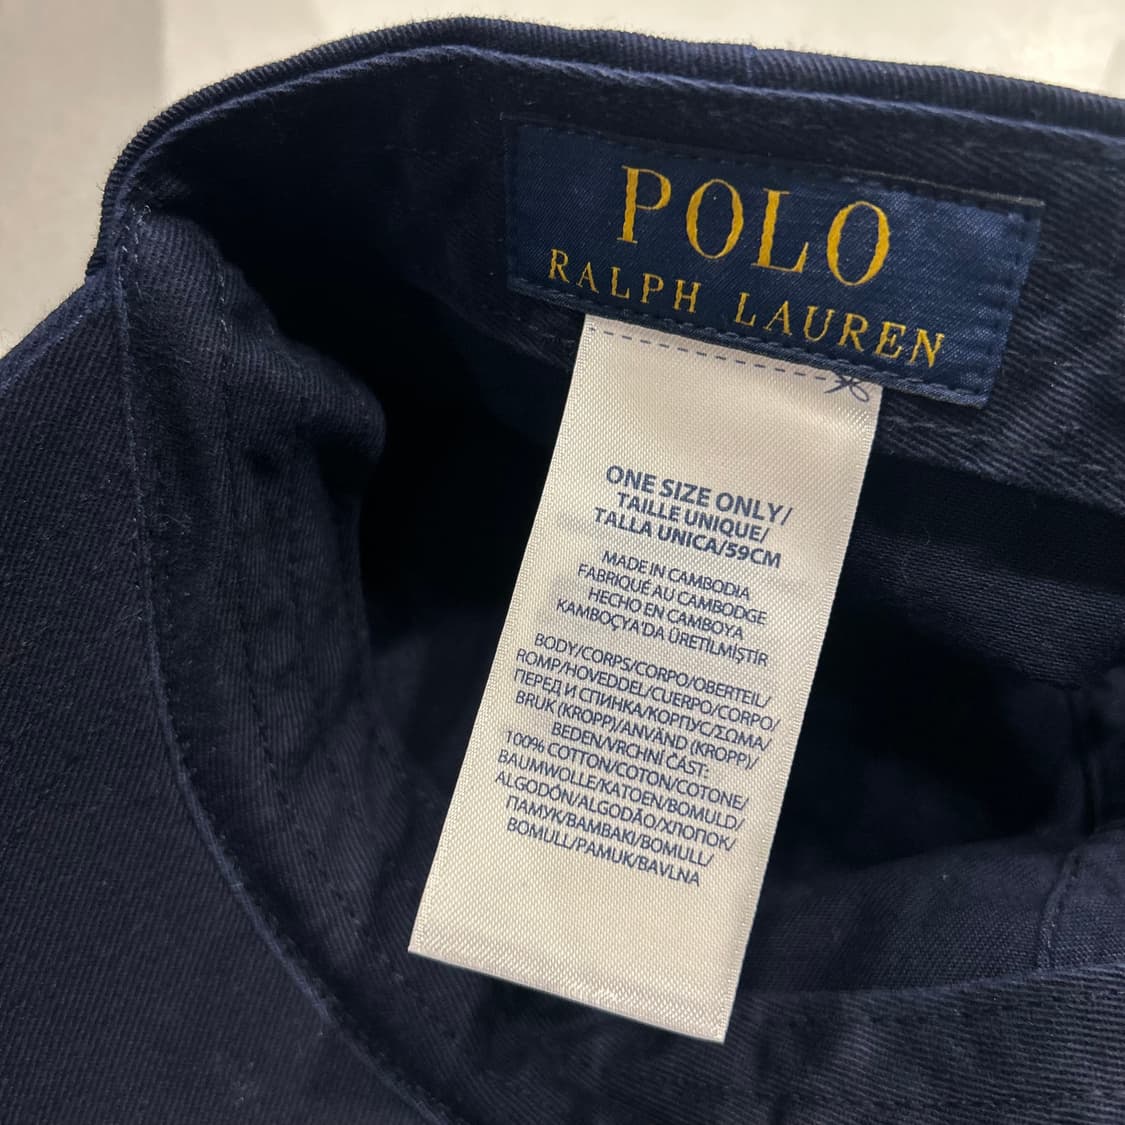 POLO
RALPH LAUREN
ONE SIZE ONLY/
TAILLE UNIQUE/
TALLA UNICA/59CM
MADE IN CAMBODIA
FABRIQUÉ AU CAMBODGE
HECHO EN CAMBOYA
KAMBOÇYA'DA ÜRETİLMİŞTİR
BODY/CORPS/CORPO/OBERTEIL/
ROMP/HOVEDDEL/CUERPO/CORPO/
ПЕРЕД И СПИНКА/КОРПУС/ΣΩΜΑ/
BRUK (KROPP)/ANVÄND (KROPP)/
BEDEN/VRCHNÍ CÁST:
100% COTTON/COTON/COTONE/
BAUMWOLLE/KATOEN/BOMULD/
ALGODÓN/ALGODÃO/ХЛОПОК/
ПАМУК/BAMBAKI/BOMULL/
BOMULL/PAMUK/BAVLNA